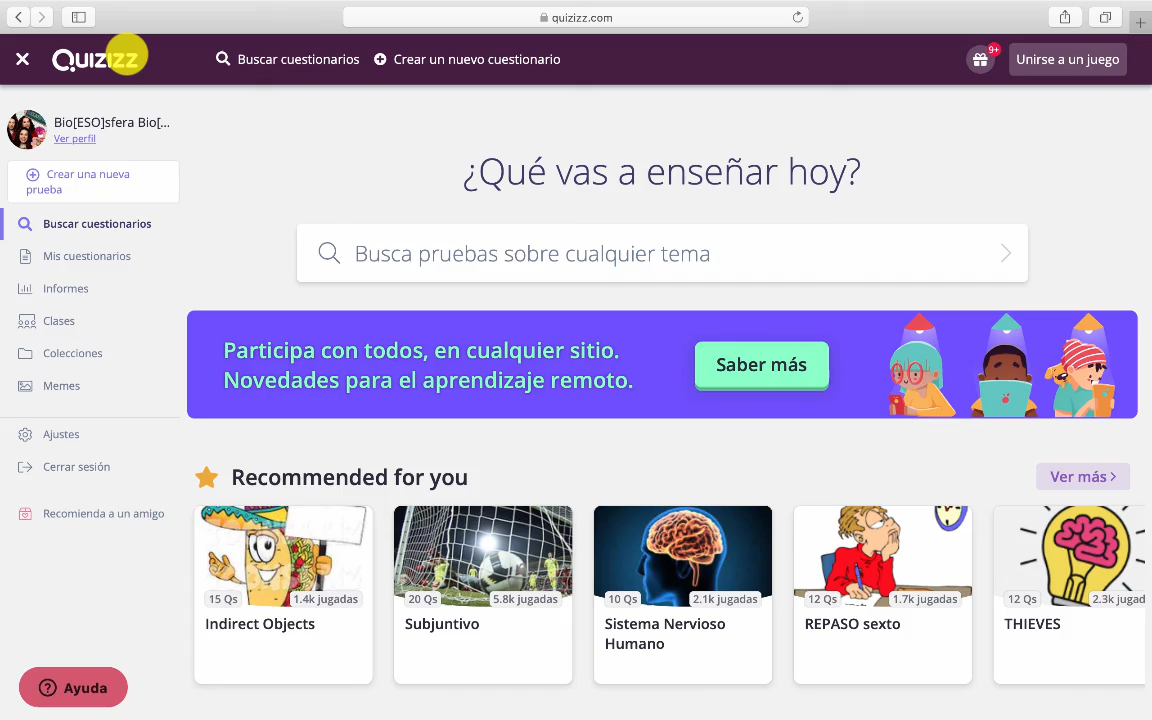 quizizz.com
Quizizz
Buscar cuestionarios
Crear un nuevo cuestionario
9+
Unirse a un juego
Bio[ESO]sfera Bio[...
Ver perfil
Crear una nueva
prueba
Buscar cuestionarios
Mis cuestionarios
Informes
Clases
Colecciones
Memes
Ajustes
Cerrar sesión
Recomienda a un amigo
Ayuda
¿Qué vas a enseñar hoy?
Busca pruebas sobre cualquier tema
Participa con todos, en cualquier sitio.
Novedades para el aprendizaje remoto.
Saber más
Recommended for you
Ver más
15 Qs
1.4k jugadas
Indirect Objects
20 Qs
5.8k jugadas
Subjuntivo
10 Qs
2.1k jugadas
Sistema Nervioso
Humano
12 Qs
1.7k jugadas
REPASO sexto
12 Qs
2.3k jugad
THIEVES